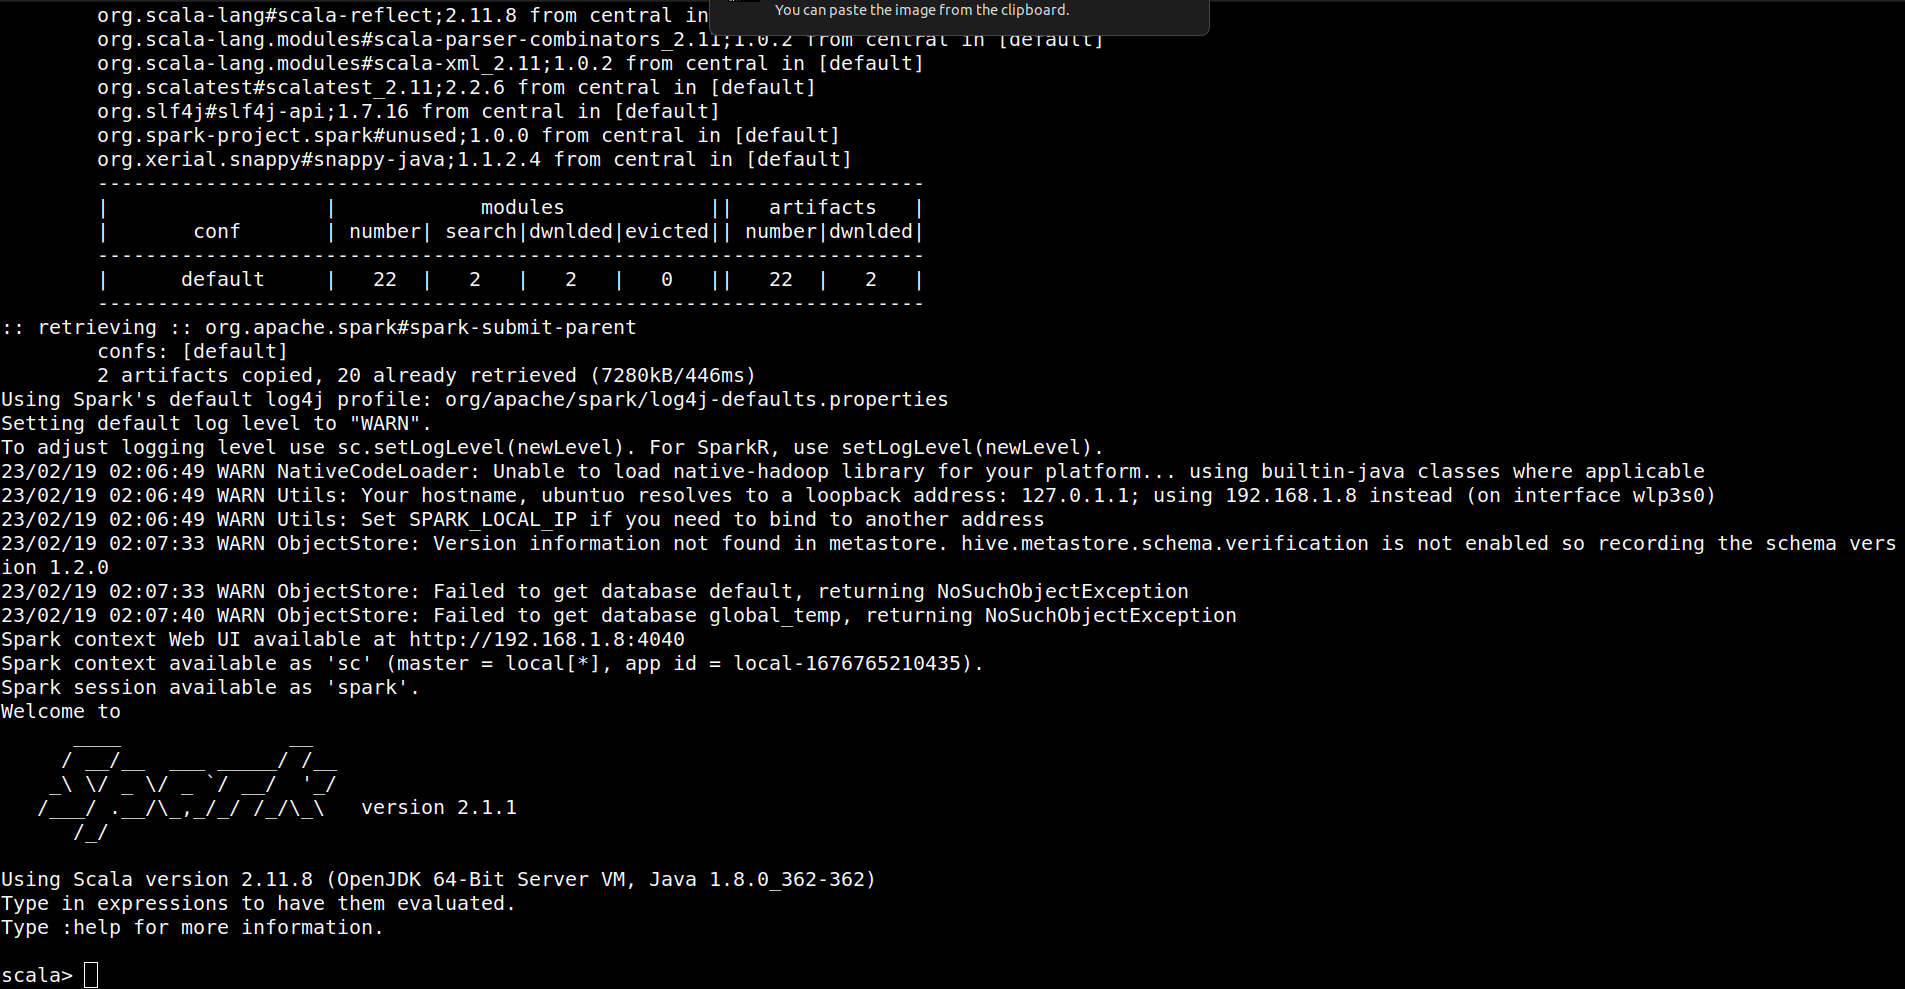 org.scala-lang#scala-reflect;2.11.8 from central in
You can paste the image from the clipboard.
org.scala-lang.modules#scala-parser-combinators_2.11;1.0.2 from central in [default]
org.scala-lang.modules#scala-xml_2.11;1.0.2 from central in [default]
org.scalatest#scalatest_2.11;2.2.6 from central in [default]
org.slf4j#slf4j-api;1.7.16 from central in [default]
org.spark-project.spark#unused;1.0.0 from central in [default]
org.xerial.snappy#snappy-java;1.1.2.4 from central in [default]
---------------------------------------------------------------------
|                  |            modules            ||   artifacts   |
|       conf       | number| search|dwnlded|evicted|| number|dwnlded|
---------------------------------------------------------------------
|      default     |   22  |   2   |   2   |   0   ||   22  |   2   |
---------------------------------------------------------------------
:: retrieving :: org.apache.spark#spark-submit-parent
confs: [default]
2 artifacts copied, 20 already retrieved (7280kB/446ms)
Using Spark's default log4j profile: org/apache/spark/log4j-defaults.properties
Setting default log level to "WARN".
To adjust logging level use sc.setLogLevel(newLevel). For SparkR, use setLogLevel(newLevel).
23/02/19 02:06:49 WARN NativeCodeLoader: Unable to load native-hadoop library for your platform... using builtin-java classes where applicable
23/02/19 02:06:49 WARN Utils: Your hostname, ubuntuo resolves to a loopback address: 127.0.1.1; using 192.168.1.8 instead (on interface wlp3s0)
23/02/19 02:06:49 WARN Utils: Set SPARK_LOCAL_IP if you need to bind to another address
23/02/19 02:07:33 WARN ObjectStore: Version information not found in metastore. hive.metastore.schema.verification is not enabled so recording the schema vers
ion 1.2.0
23/02/19 02:07:33 WARN ObjectStore: Failed to get database default, returning NoSuchObjectException
23/02/19 02:07:40 WARN ObjectStore: Failed to get database global_temp, returning NoSuchObjectException
Spark context Web UI available at http://192.168.1.8:4040
Spark context available as 'sc' (master = local[*], app id = local-1676765210435).
Spark session available as 'spark'.
Welcome to
      ____              __
     / __/__  ___ _____/ /__
    _\ \/ _ \/ _ `/ __/  '_/
   /___/ .__/\_,_/_/ /_/\_\   version 2.1.1
      /_/
Using Scala version 2.11.8 (OpenJDK 64-Bit Server VM, Java 1.8.0_362-362)
Type in expressions to have them evaluated.
Type :help for more information.
scala>